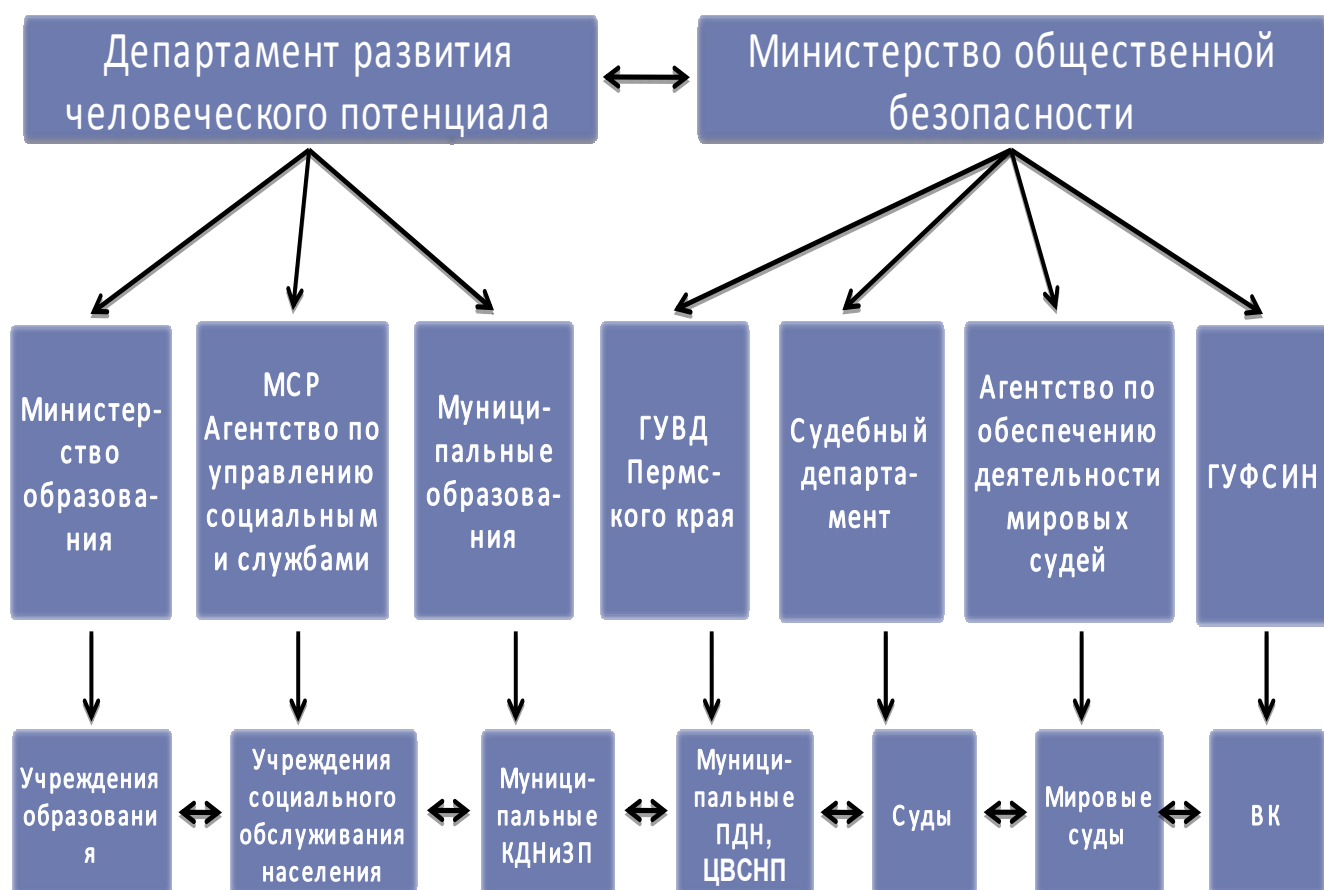 Департамент развития
человеческого потенциала
Министерство общественной
безопасности
Министер-
ство
образова-
ния
МСР
Агентство по
управлению
социальным
и службами
Муници-
пальные
образова-
ния
ГУВД
Пермс-
кого края
Судебный
департа-
мент
Агентство по
обеспечению
деятельности
мировых
судей
ГУФСИН
Учреждения
образовани
я
Учреждения
социального
обслуживания
населения
Муници-
пальные
КДНиЗП
Муници-
пальные
ПДН,
ЦВСНП
Суды
Мировые
суды
ВК